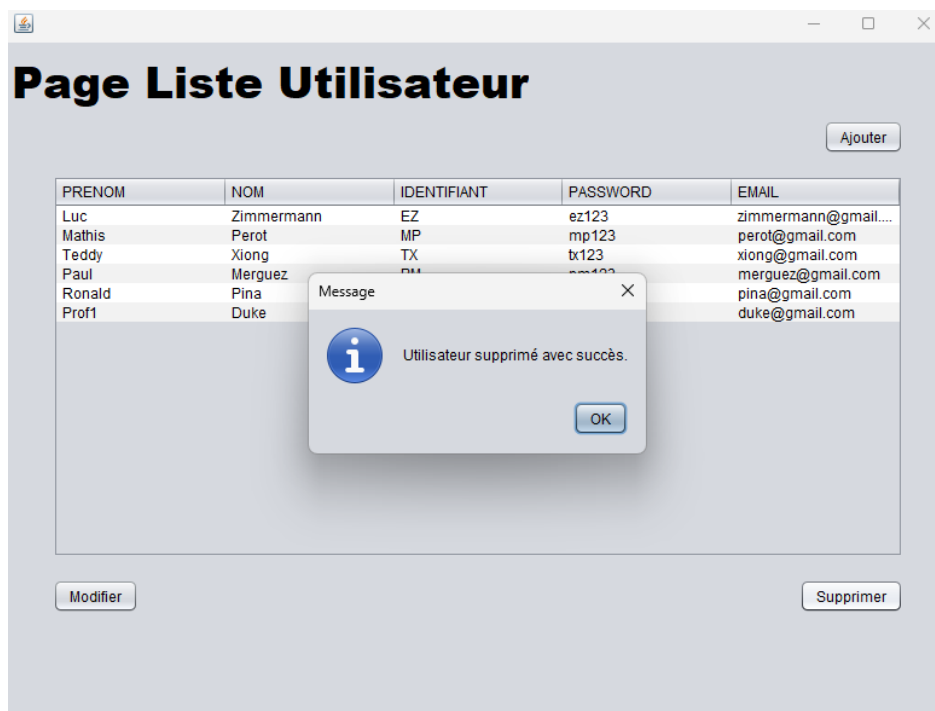 Page Liste Utilisateur
Ajouter
PRENOM NOM IDENTIFIANT PASSWORD EMAIL
Luc Zimmermann EZ ez123 zimmermann@gmail....
Mathis Perot MP mp123 perot@gmail.com
Teddy Xiong TX tx123 xiong@gmail.com
Paul Merguez PM pm123 merguez@gmail.com
Ronald Pina pina@gmail.com
Prof1 Duke duke@gmail.com
Message
Utilisateur supprimé avec succès.
OK
Modifier Supprimer